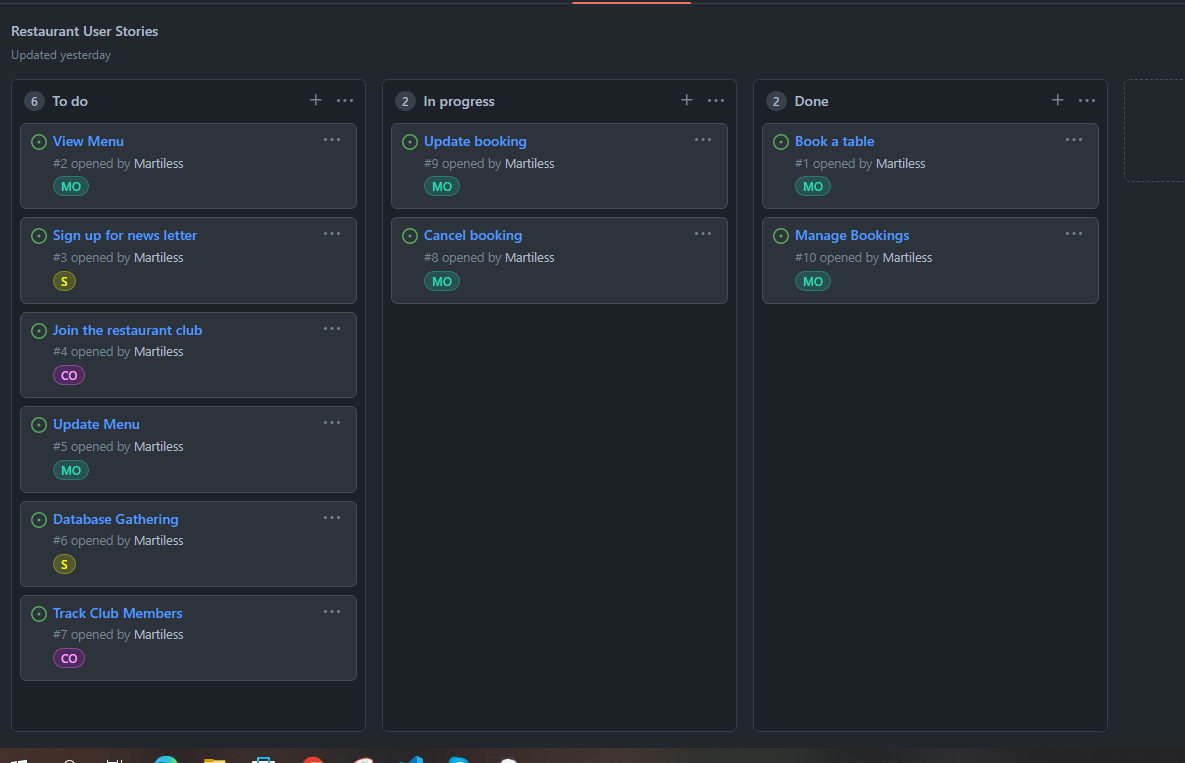 Restaurant User Stories
Updated yesterday
6 To do
View Menu
#2 opened by Martiless
MO
Sign up for news letter
#3 opened by Martiless
S
Join the restaurant club
#4 opened by Martiless
CO
Update Menu
#5 opened by Martiless
MO
Database Gathering
#6 opened by Martiless
S
Track Club Members
#7 opened by Martiless
CO
2 In progress
Update booking
#9 opened by Martiless
MO
Cancel booking
#8 opened by Martiless
MO
2 Done
Book a table
#1 opened by Martiless
MO
Manage Bookings
#10 opened by Martiless
MO